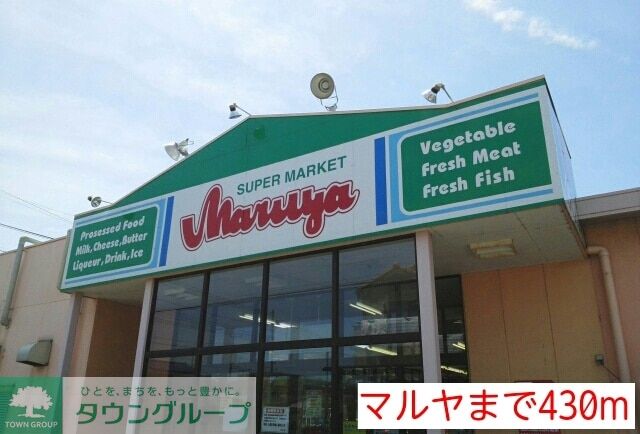 SUPER MARKET
Maruya
Prosessed Food
Milk,Cheese,Butter
Liqueur,Drink,Ice
Vegetable
Fresh Meat
Fresh Fish
ひとを、まちを、もっと豊かに。
タウングループ
TOWN GROUP
マルヤまで430m